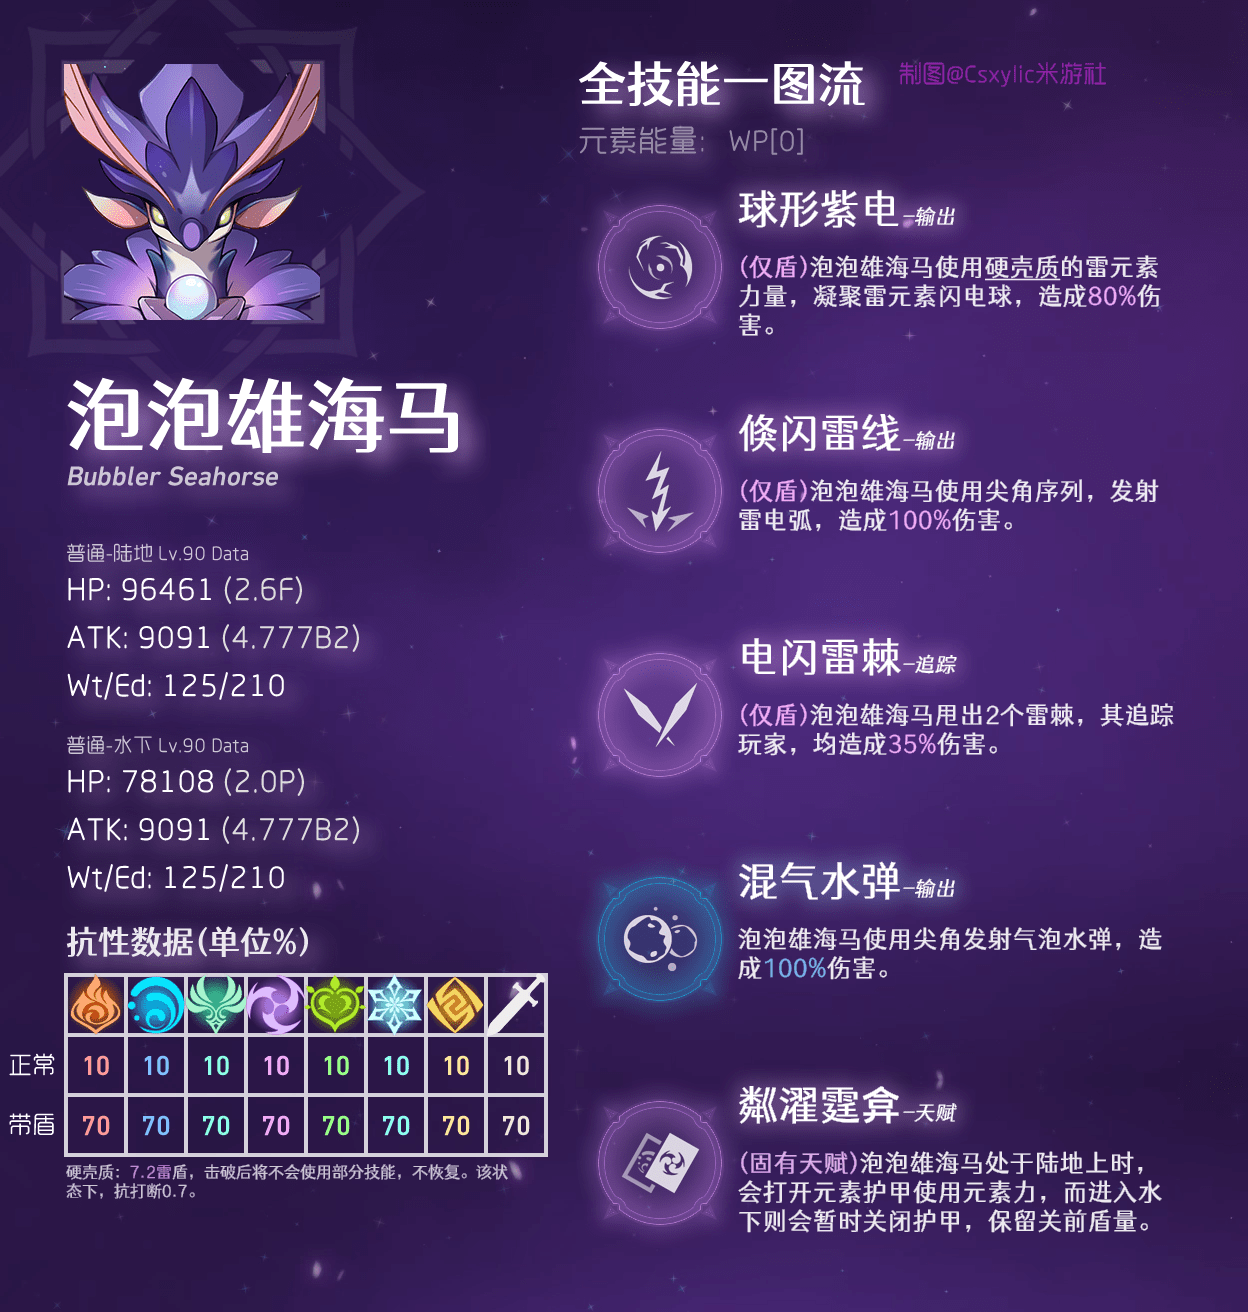 全技能一图流
制图@Csxylic米游社
元素能量: WP[0]
球形紫电-输出
(仅盾)泡泡雄海马使用硬壳质的雷元素
力量，凝聚雷元素闪电球，造成80%伤
害。
倏闪雷线-输出
(仅盾)泡泡雄海马使用尖角序列，发射
雷电弧，造成100%伤害。
电闪雷棘-追踪
(仅盾)泡泡雄海马甩出2个雷棘，其追踪
玩家，均造成35%伤害。
混气水弹-输出
泡泡雄海马使用尖角发射气泡水弹，造
成100%伤害。
粼濯霆弇-天赋
(固有天赋)泡泡雄海马处于陆地上时，
会打开元素护甲使用元素力，而进入水
下则会暂时关闭护甲，保留关前盾量。
泡泡雄海马
Bubbler Seahorse
普通-陆地 Lv.90 Data
HP: 96461 (2.6F)
ATK: 9091 (4.777B2)
Wt/Ed: 125/210
普通-水下 Lv.90 Data
HP: 78108 (2.0P)
ATK: 9091 (4.777B2)
Wt/Ed: 125/210
抗性数据(单位%)
正常 10 10 10 10 10 10 10 10
带盾 70 70 70 70 70 70 70 70
硬壳质：7.2雷盾，击破后将不会使用部分技能，不恢复。该状
态下，抗打断0.7。